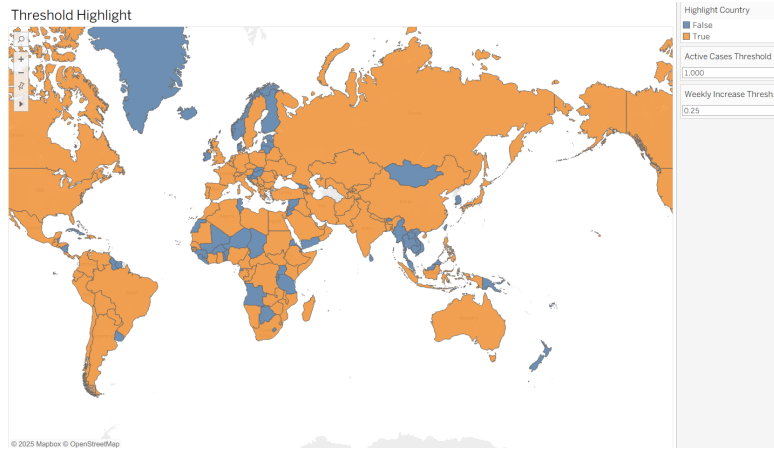 Threshold Highlight
Highlight Country
False
True
Active Cases Threshold
1,000
Weekly Increase Thresh
0.25
© 2025 Mapbox © OpenStreetMap